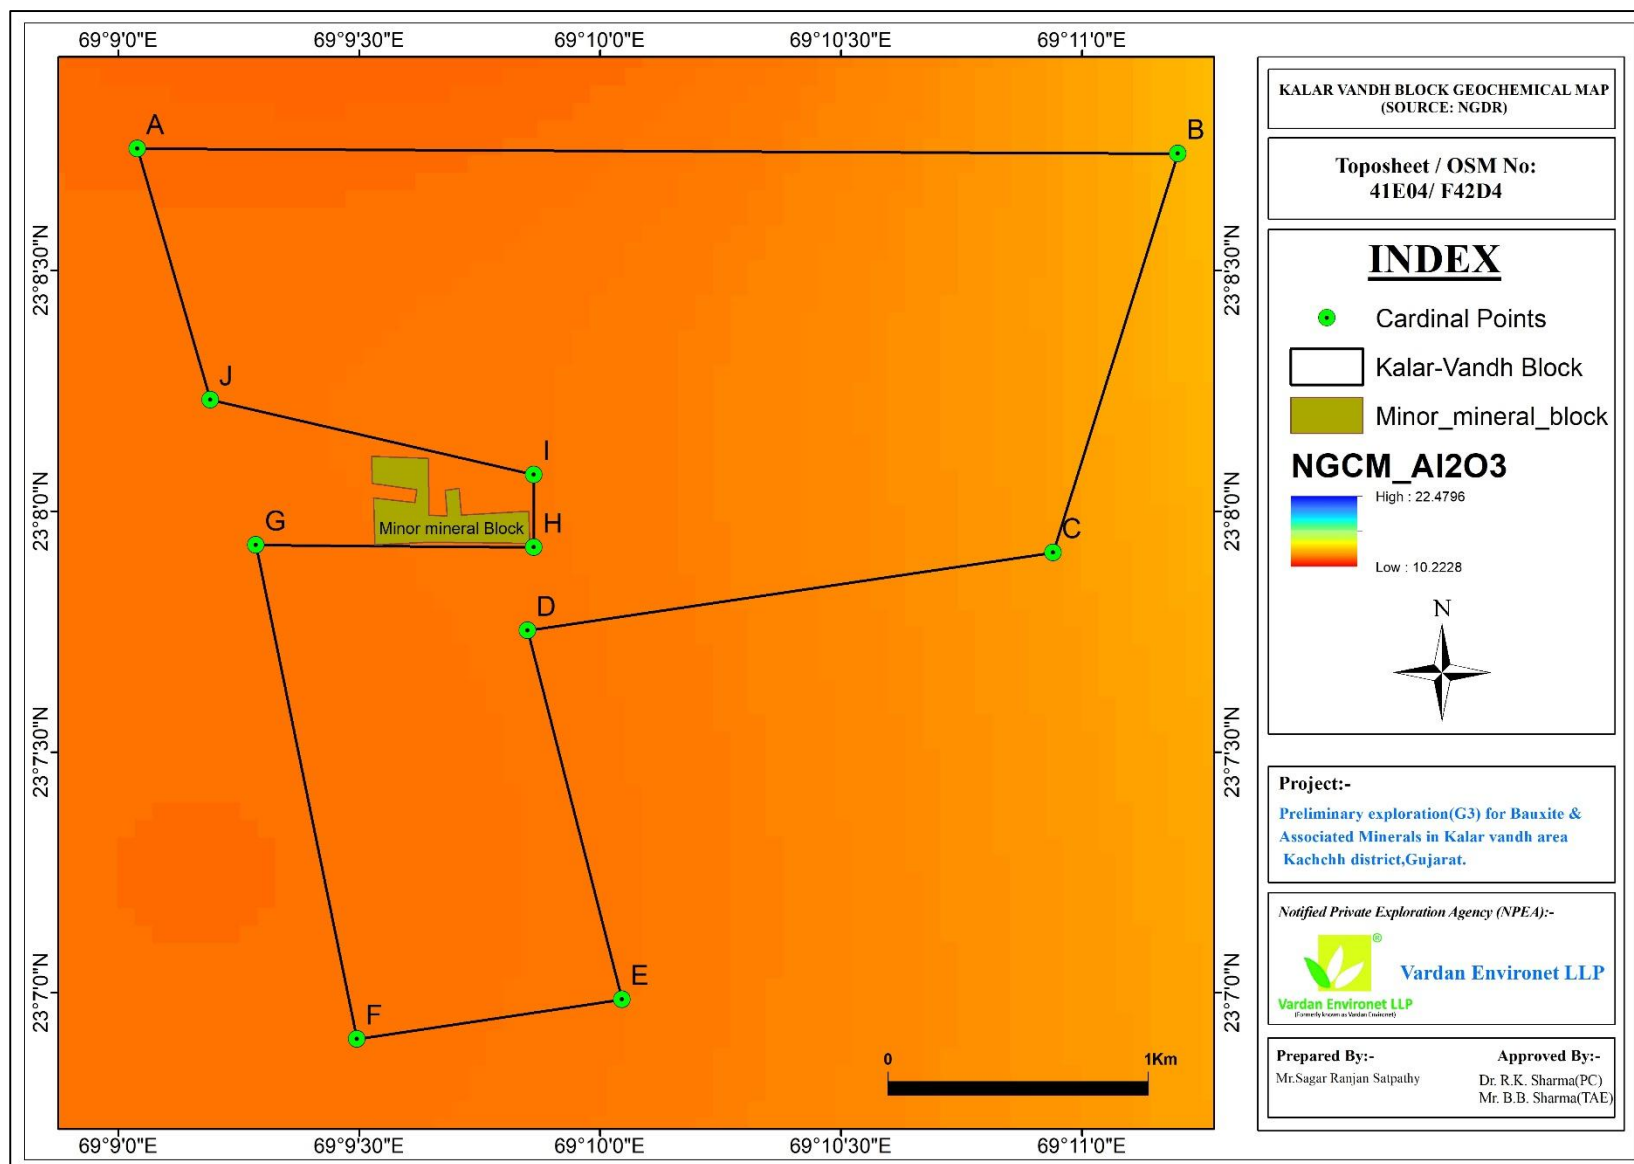 69°9'0"E 69°9'30"E 69°10'0"E 69°10'30"E 69°11'0"E
A
B
23°8'30"N
23°8'30"N
J
I
23°8'0"N
G
Minor mineral Block
H
C
23°8'0"N
D
23°7'30"N
23°7'30"N
23°7'0"N
E
F
23°7'0"N
0 1Km
69°9'0"E 69°9'30"E 69°10'0"E 69°10'30"E 69°11'0"E
KALAR VANDH BLOCK GEOCHEMICAL MAP
(SOURCE: NGDR)
Toposheet / OSM No:
41E04/ F42D4
INDEX
Cardinal Points
Kalar-Vandh Block
Minor_mineral_block
NGCM_Al2O3
High : 22.4796
Low : 10.2228
N
Project:-
Preliminary exploration(G3) for Bauxite &
Associated Minerals in Kalar vandh area
Kachchh district,Gujarat.
Notified Private Exploration Agency (NPEA):-
®
Vardan Environet LLP
(Formerly known as Vardan Environet)
Vardan Environet LLP
Prepared By:-
Mr.Sagar Ranjan Satpathy
Approved By:-
Dr. R.K. Sharma(PC)
Mr. B.B. Sharma(TAE)